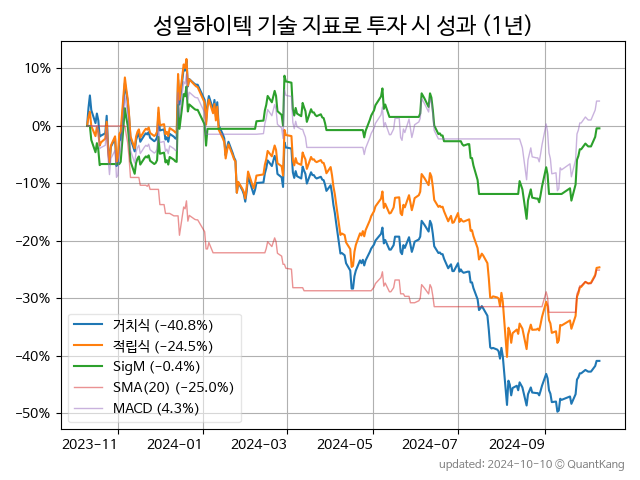 성일하이텍 기술 지표로 투자 시 성과 (1년)
10%
0%
−10%
−20%
−30%
−40%
−50%
거치식 (−40.8%)
적립식 (−24.5%)
SigM (−0.4%)
SMA(20) (−25.0%)
MACD (4.3%)
2023-11 2024-01 2024-03 2024-05 2024-07 2024-09
updated: 2024-10-10 © QuantKang